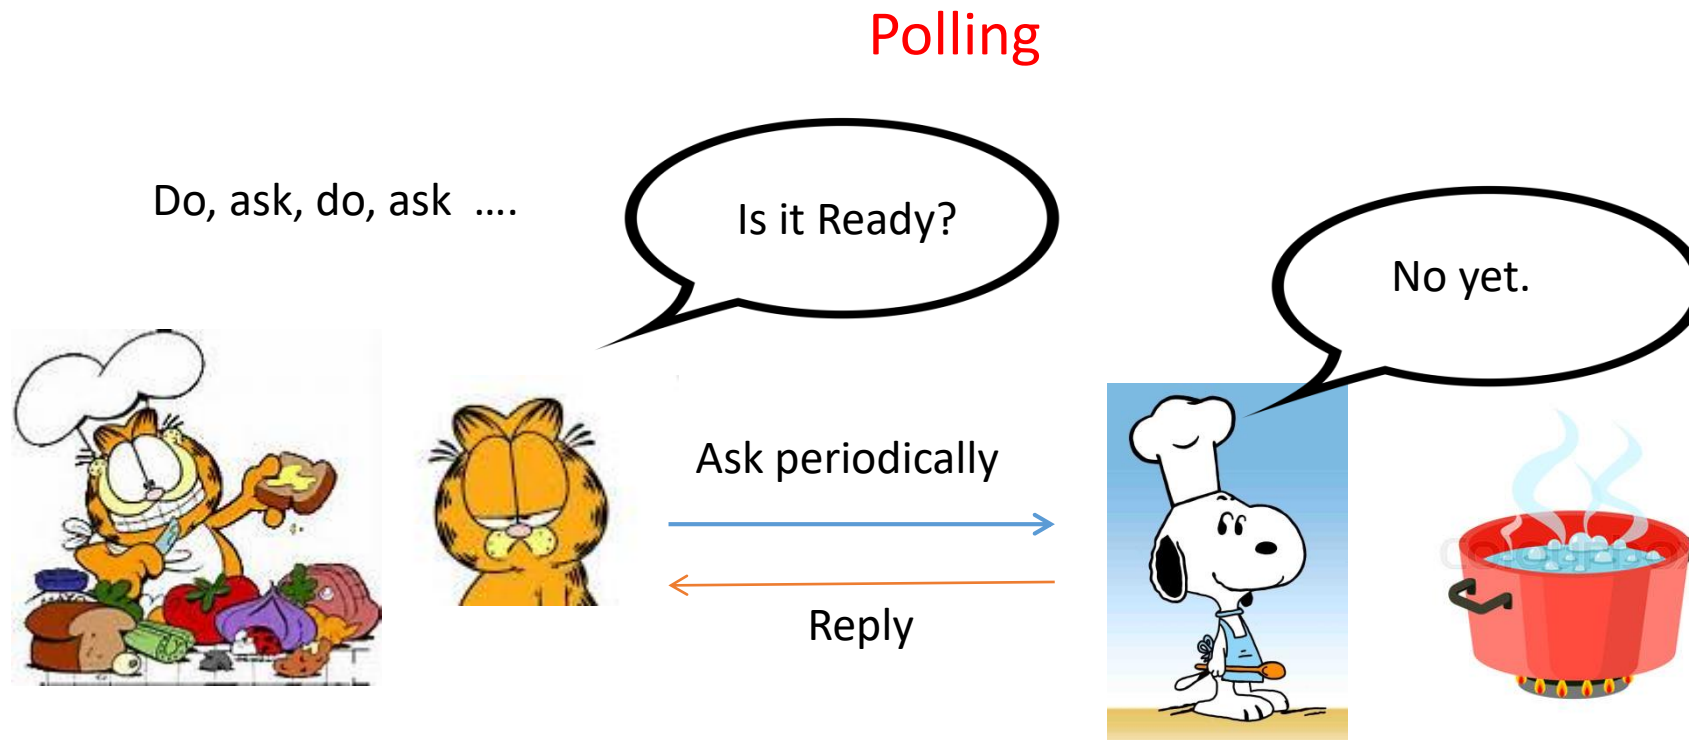 Polling
Do, ask, do, ask ....
Is it Ready?
No yet.
Ask periodically
Reply